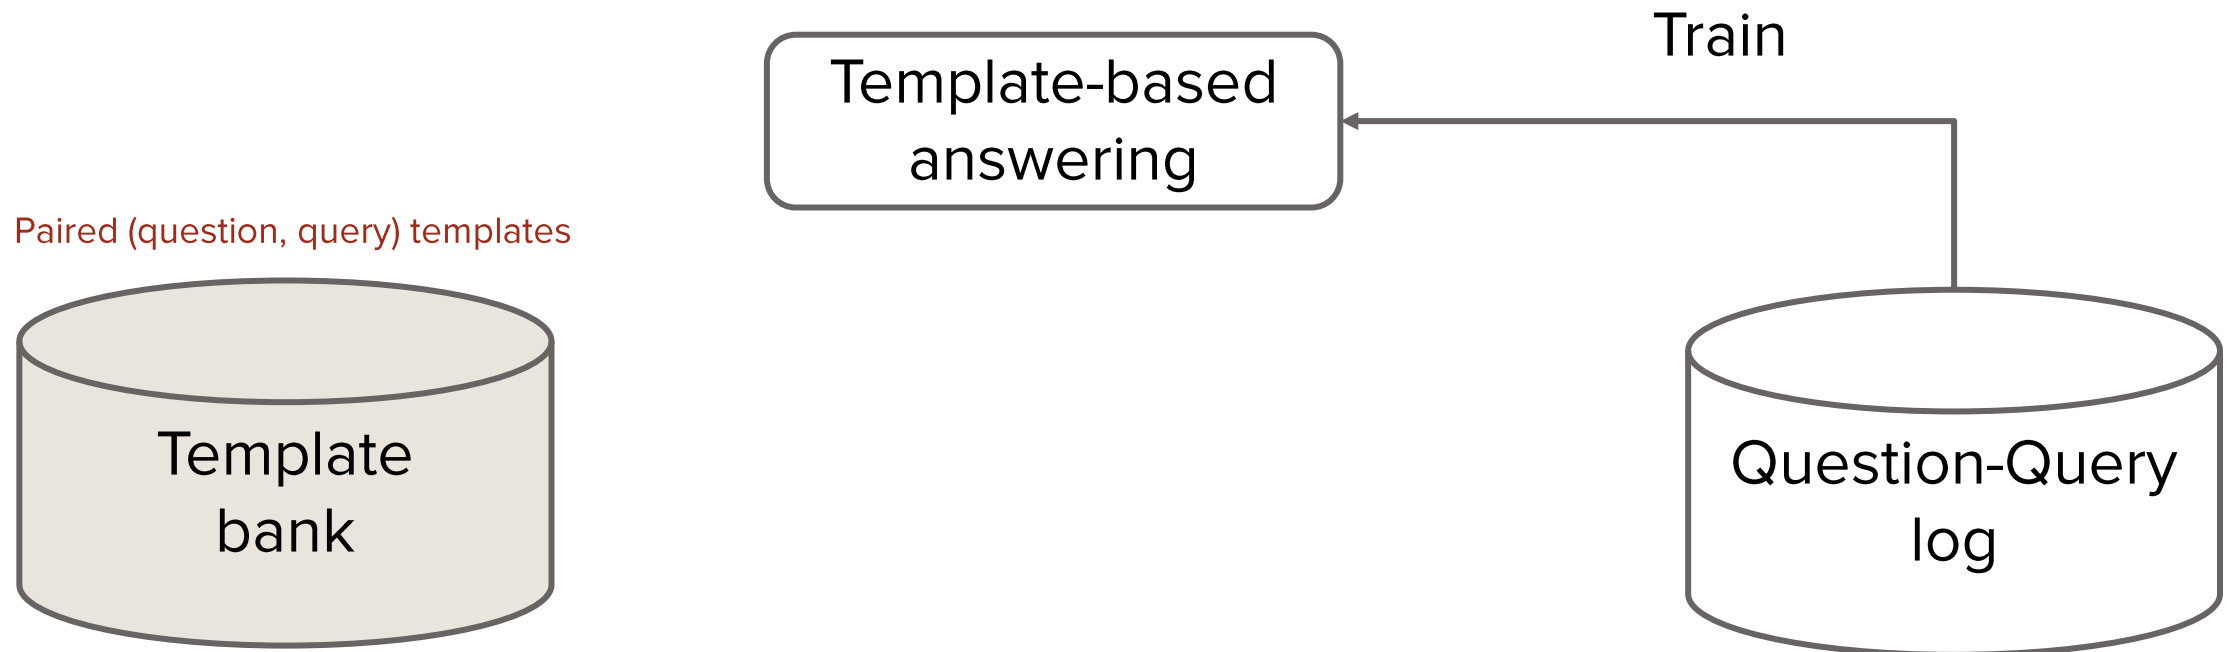 Train
Template-based
answering
Paired (question, query) templates
Template
bank
Question-Query
log